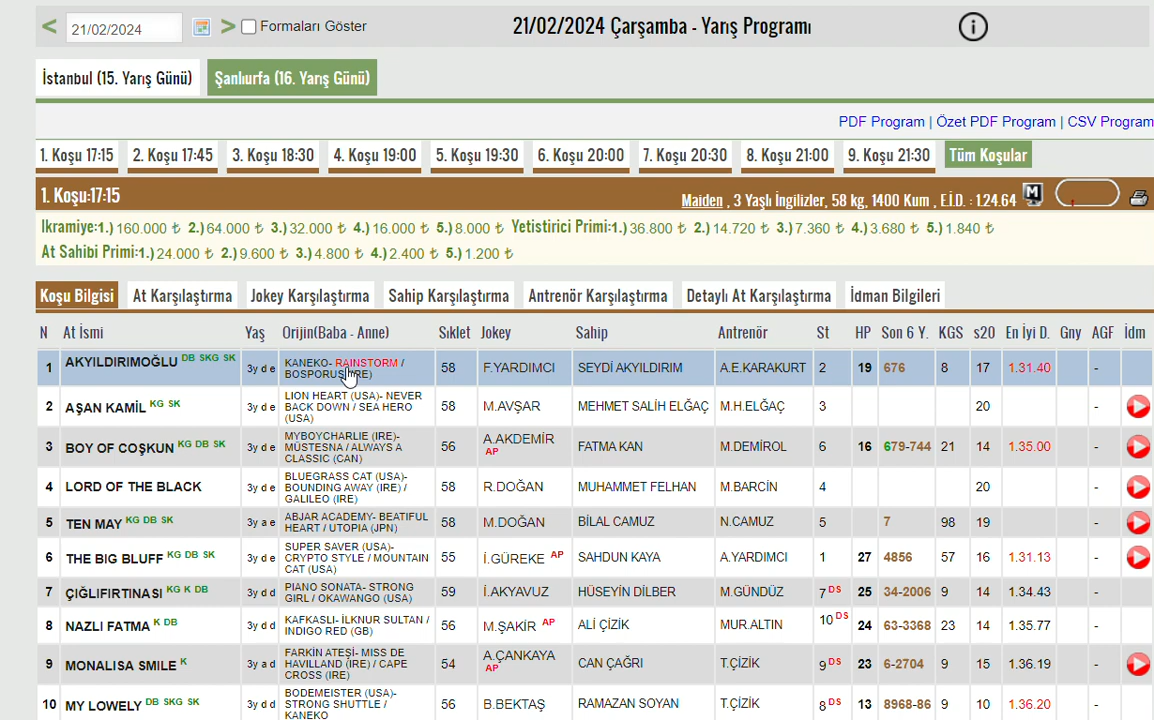 < 21/02/2024 > Formaları Göster 21/02/2024 Çarşamba - Yarış Programı i
İstanbul (15. Yarış Günü) Şanlıurfa (16. Yarış Günü)
PDF Program | Özet PDF Program | CSV Program
1. Koşu 17:15 2. Koşu 17:45 3. Koşu 18:30 4. Koşu 19:00 5. Koşu 19:30 6. Koşu 20:00 7. Koşu 20:30 8. Koşu 21:00 9. Koşu 21:30 Tüm Koşular
1. Koşu:17:15 Maiden , 3 Yaşlı İngilizler, 58 kg, 1400 Kum , E.İ.D. : 1.24.64 M
Ikramiye:1.) 160.000 ₺ 2.) 64.000 ₺ 3.) 32.000 ₺ 4.) 16.000 ₺ 5.) 8.000 ₺ Yetistirici Primi:1.) 36.800 ₺ 2.) 14.720 ₺ 3.) 7.360 ₺ 4.) 3.680 ₺ 5.) 1.840 ₺
At Sahibi Primi:1.) 24.000 ₺ 2.) 9.600 ₺ 3.) 4.800 ₺ 4.) 2.400 ₺ 5.) 1.200 ₺
Koşu Bilgisi At Karşılaştırma Jokey Karşılaştırma Sahip Karşılaştırma Antrenör Karşılaştırma Detaylı At Karşılaştırma İdman Bilgileri
N At İsmi Yaş Orijin(Baba - Anne) Sıklet Jokey Sahip Antrenör St HP Son 6 Y. KGS s20 En İyi D. Gny AGF İdm
1 AKYILDIRIMOĞLU DB SKG SK 3y d e KANEKO- RAINSTORM / BOSPORUS (IRE) 58 F.YARDIMCI SEYDİ AKYILDIRIM A.E.KARAKURT 2 19 676 8 17 1.31.40 -
2 AŞAN KAMİL KG SK 3y d e LION HEART (USA)- NEVER BACK DOWN / SEA HERO (USA) 58 M.AVŞAR MEHMET SALİH ELĞAÇ M.H.ELĞAÇ 3 20 -
3 BOY OF COŞKUN KG DB SK 3y d e MYBOYCHARLIE (IRE)- MÜSTESNA / ALWAYS A CLASSIC (CAN) 56 A.AKDEMİR AP FATMA KAN M.DEMİROL 6 16 679-744 21 14 1.35.00 -
4 LORD OF THE BLACK 3y d e BLUEGRASS CAT (USA)- BOUNDING AWAY (IRE) / GALILEO (IRE) 58 R.DOĞAN MUHAMMET FELHAN M.BARCİN 4 20 -
5 TEN MAY KG DB SK 3y a e ABJAR ACADEMY- BEATIFUL HEART / UTOPIA (JPN) 58 M.DOĞAN BİLAL CAMUZ N.CAMUZ 5 7 98 19 -
6 THE BIG BLUFF KG DB SK 3y d e SUPER SAVER (USA)- CRYPTO STYLE / MOUNTAIN CAT (USA) 55 İ.GÜREKE AP SAHDUN KAYA A.YARDIMCI 1 27 4856 57 16 1.31.13 -
7 ÇIĞLIFIRTINASI KG K DB 3y d d PIANO SONATA- STRONG GIRL / OKAWANGO (USA) 59 İ.AKYAVUZ HÜSEYİN DİLBER M.GÜNDÜZ 7 DS 25 34-2006 9 14 1.34.43 -
8 NAZLI FATMA K DB 3y d d KAFKASLI- İLKNUR SULTAN / INDIGO RED (GB) 56 M.ŞAKİR AP ALİ ÇİZİK MUR.ALTIN 10 DS 24 63-3368 23 14 1.35.77 -
9 MONALISA SMILE K 3y a d FARKIN ATEŞİ- MISS DE HAVILLAND (IRE) / CAPE CROSS (IRE) 54 A.ÇANKAYA AP CAN ÇAĞRI T.ÇİZİK 9 DS 23 6-2704 9 15 1.36.19 -
10 MY LOWELY DB SKG SK 3y d d BODEMEISTER (USA)- STRONG SHUTTLE / KANEKO 56 B.BEKTAŞ RAMAZAN SOYAN T.ÇİZİK 8 DS 13 8968-86 9 10 1.36.20 -